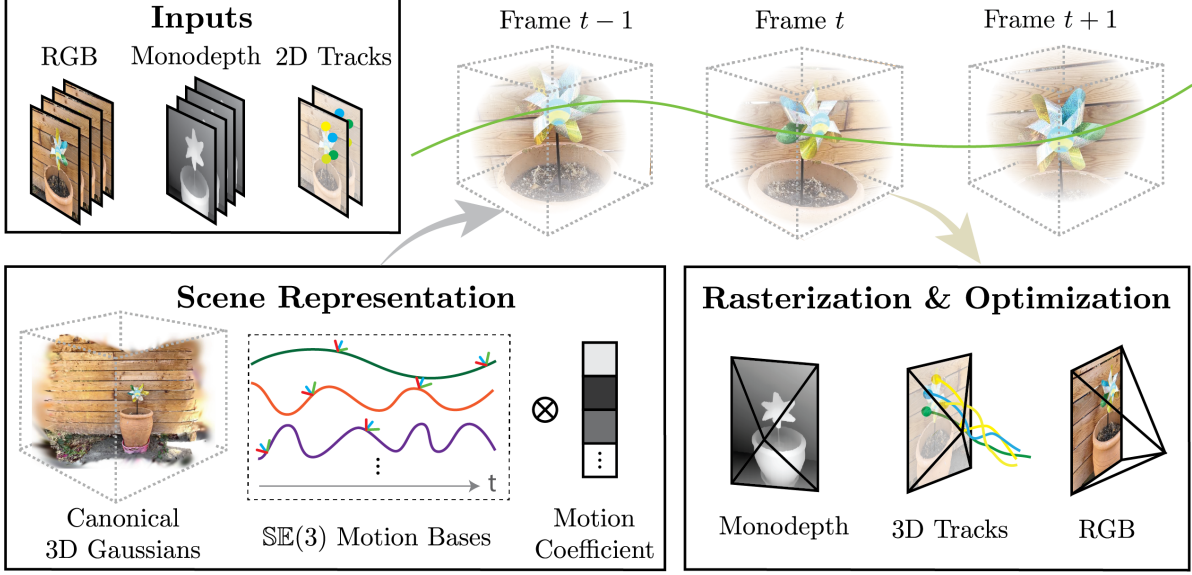 Inputs
RGB
Monodepth
2D Tracks
Frame t − 1
Frame t
Frame t + 1
Scene Representation
t
Canonical
3D Gaussians
𝕊𝔼(3) Motion Bases
Motion
Coefficient
Rasterization & Optimization
Monodepth
3D Tracks
RGB